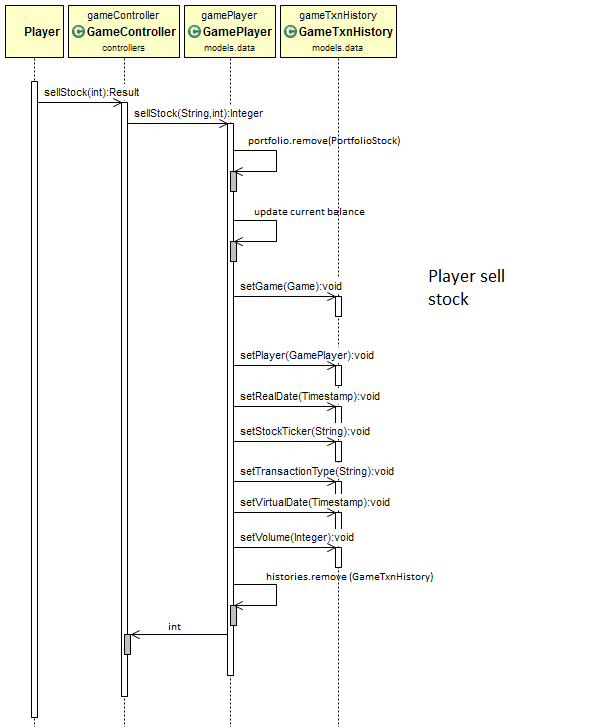 gameController
gamePlayer
gameTxnHistory
Player
C GameController
C GamePlayer
C GameTxnHistory
controllers
models.data
models.data
sellStock(int):Result
sellStock(String,int):Integer
portfolio.remove(PortfolioStock)
update current balance
Player sell
stock
setGame(Game):void
setPlayer(GamePlayer):void
setRealDate(Timestamp):void
setStockTicker(String):void
setTransactionType(String):void
setVirtualDate(Timestamp):void
setVolume(Integer):void
histories.remove (GameTxnHistory)
int